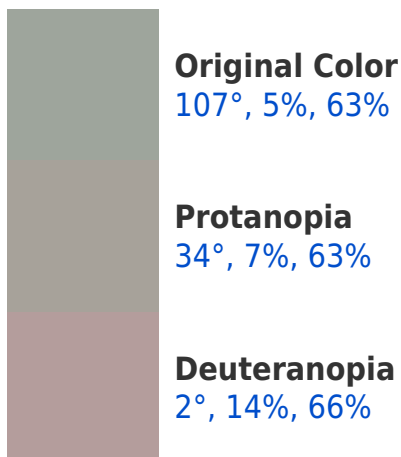 Original Color
107°, 5%, 63%
Protanopia
34°, 7%, 63%
Deuteranopia
2°, 14%, 66%